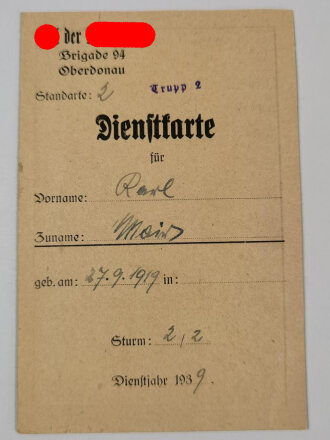 der
Brigade 94
Oberdonau
Standarte: 2 Trupp 2
Dienstkarte
für
Vorname: Karl
Zuname:
geb. am: 27.9.1919 in:
Sturm: 2/2
Dienstjahr 1939.